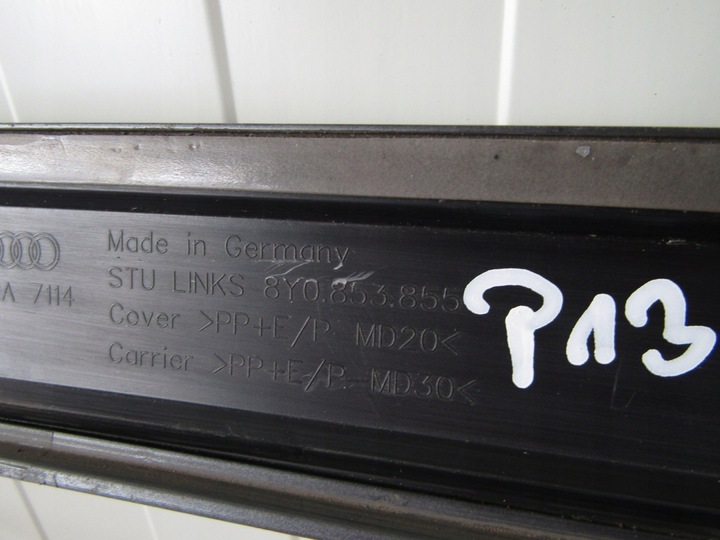 Made in Germany
A 7114 STU LINKS 8Y0.853.855
Cover >PP+E/P. MD20<
Carrier >PP+E/P. MD30<
P13